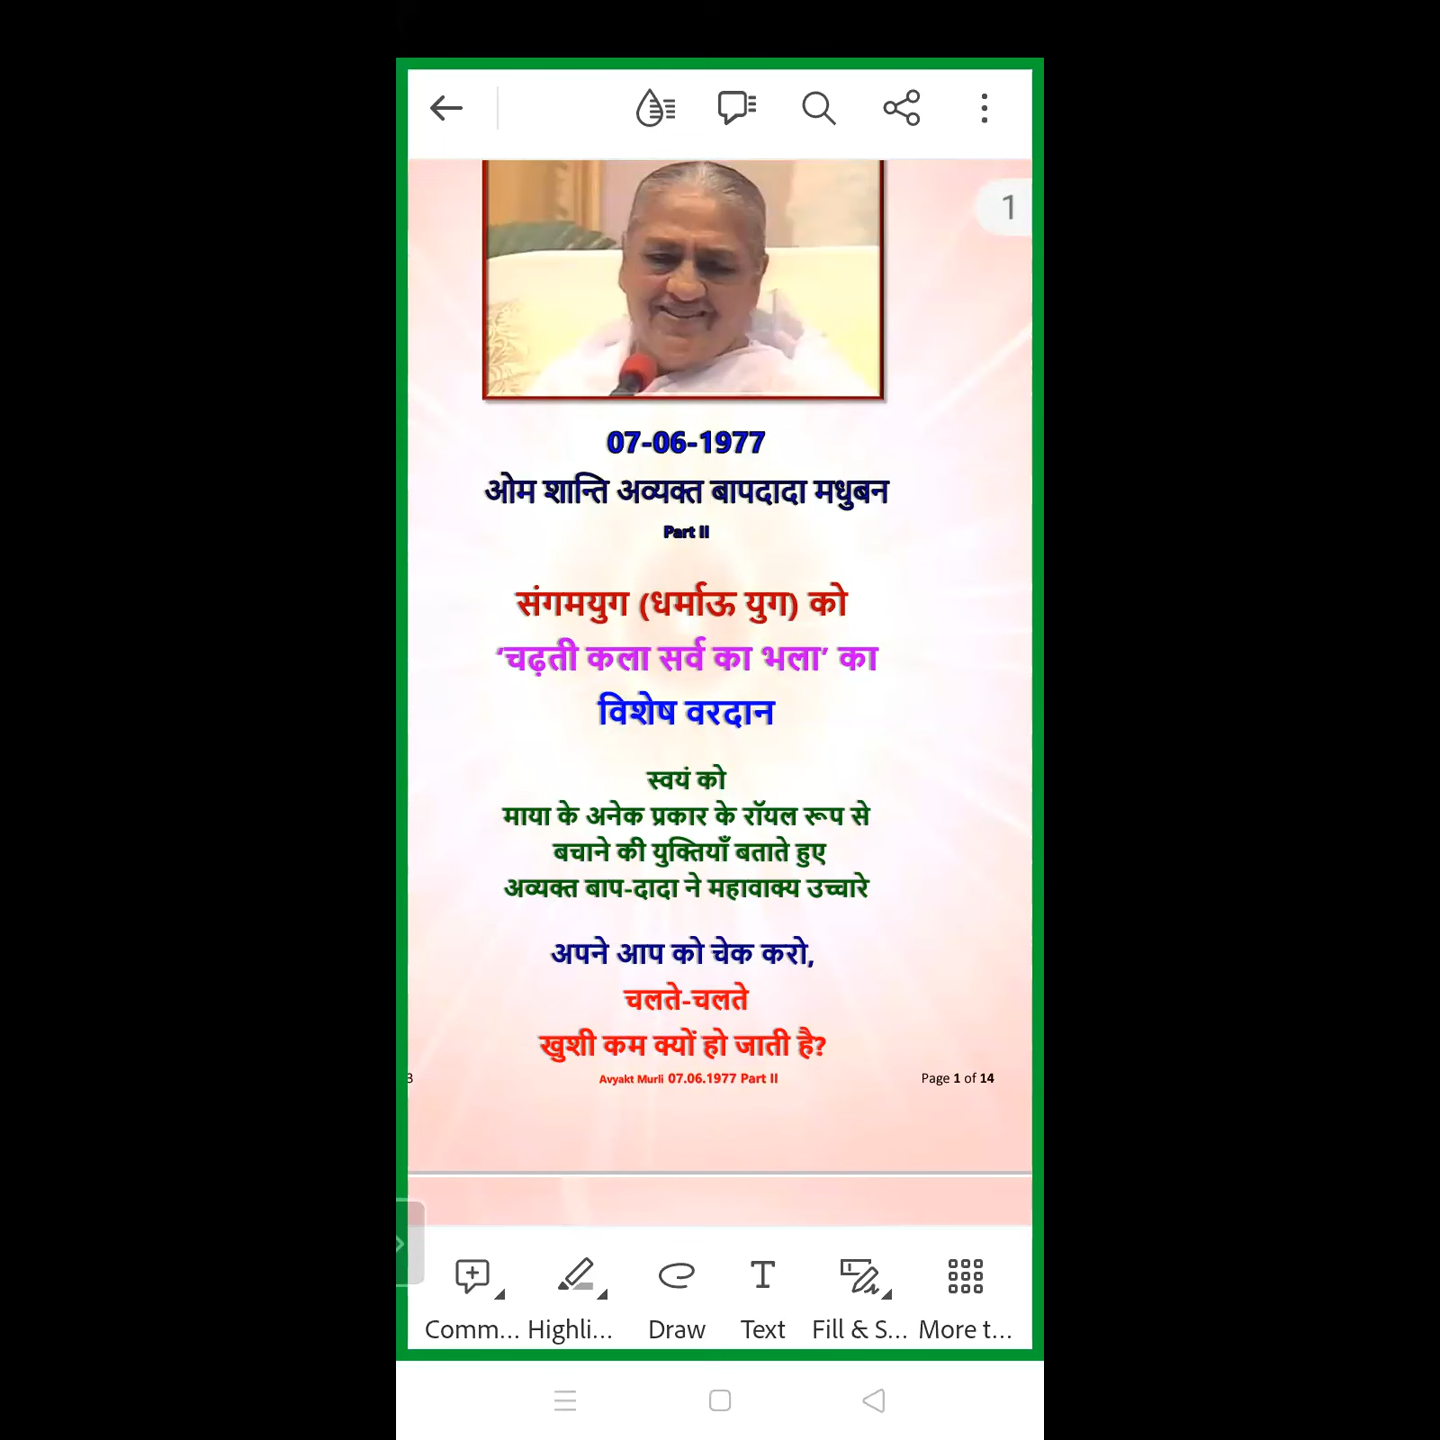 1
07-06-1977
ओम शान्ति अव्यक्त बापदादा मधुबन
Part II
संगमयुग (धर्माऊ युग) को
‘चढ़ती कला सर्व का भला’ का
विशेष वरदान
स्वयं को
माया के अनेक प्रकार के रॉयल रूप से
बचाने की युक्तियाँ बताते हुए
अव्यक्त बाप-दादा ने महावाक्य उच्चारे
अपने आप को चेक करो,
चलते-चलते
खुशी कम क्यों हो जाती है?
3 Avyakt Murli 07.06.1977 Part II Page 1 of 14
Comm... Highli... Draw Text Fill & S... More t...